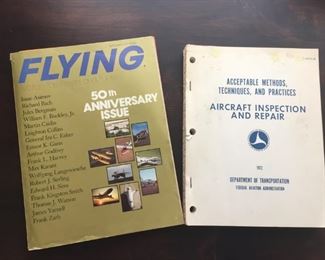 FLYING
50th
ANNIVERSARY
ISSUE
Isaac Asimov
Richard Bach
Jules Bergman
William F. Buckley, Jr.
Martin Caidin
Leighton Collins
General Ira C. Eaker
Ernest K. Gann
Arthur Godfrey
Frank L. Harvey
Max Karant
Wolfgang Langewiesche
Robert J. Serling
Edward H. Sims
Frank Kingston Smith
Thomas J. Watson
James Yarnell
Frank Zarb
ACCEPTABLE METHODS,
TECHNIQUES, AND PRACTICES
AIRCRAFT INSPECTION
AND REPAIR
1972
DEPARTMENT OF TRANSPORTATION
FEDERAL AVIATION ADMINISTRATION